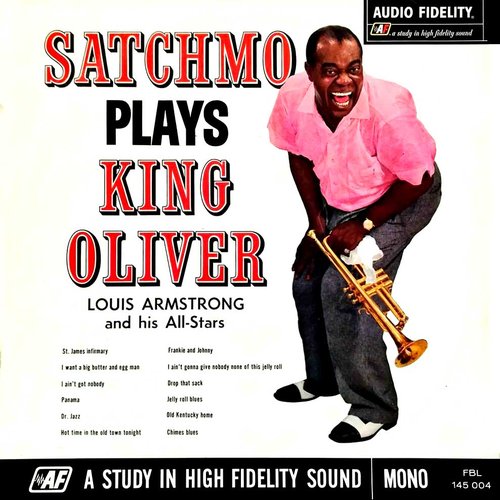 AUDIO FIDELITY®
AF a study in high fidelity sound
SATCHMO
PLAYS
KING
OLIVER
LOUIS ARMSTRONG
and his All-Stars
St. James infirmary
I want a big butter and egg man
I ain't got nobody
Panama
Dr. Jazz
Hot time in the old town tonight
Frankie and Johnny
I ain't gonna give nobody none of this jelly roll
Drop that sack
Jelly roll blues
Old Kentucky home
Chimes blues
AF A STUDY IN HIGH FIDELITY SOUND
MONO
FBL
145 004